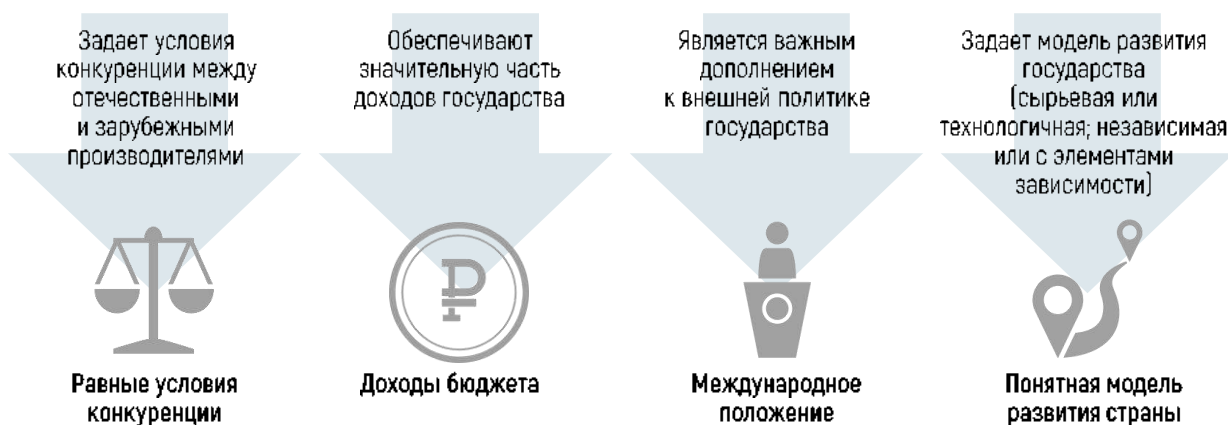 Задает условия
конкуренции между
отечественными
и зарубежными
производителями
Обеспечивают
значительную часть
доходов государства
Является важным
дополнением
к внешней политике
государства
Задает модель развития
государства
(сырьевая или
технологичная; независимая
или с элементами
зависимости)
Равные условия
конкуренции
Доходы бюджета
Международное
положение
Понятная модель
развития страны